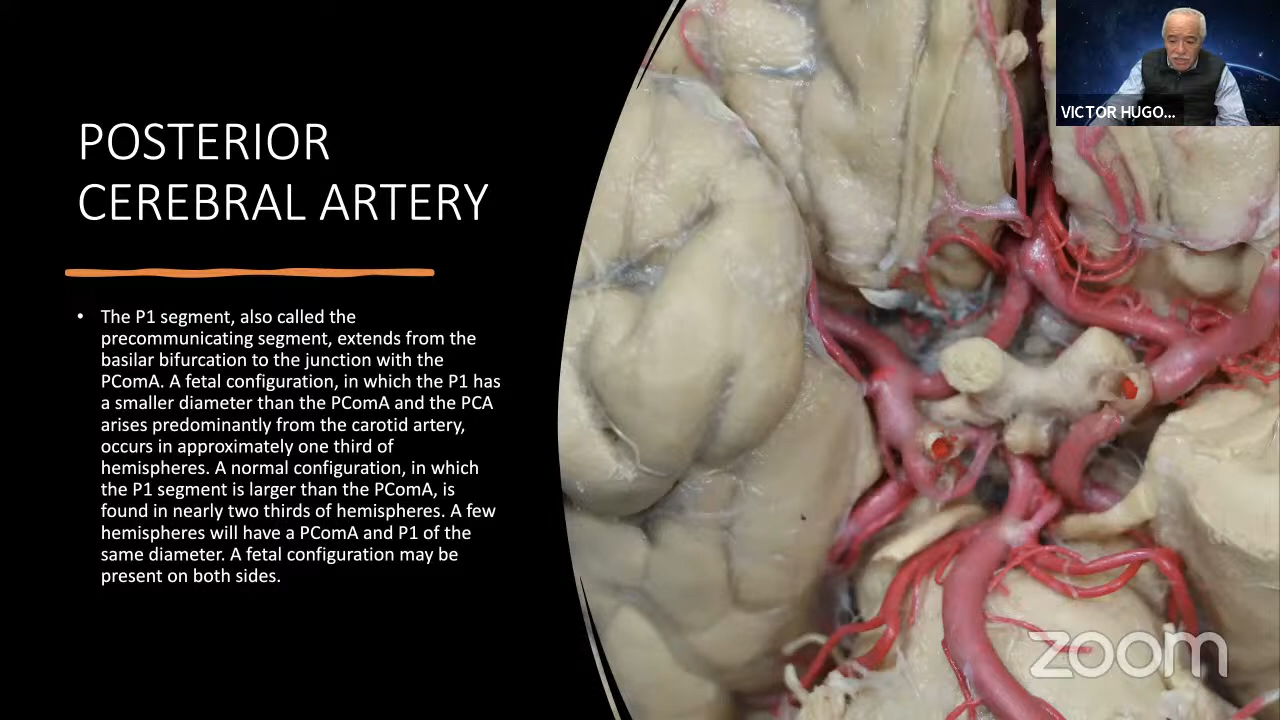 POSTERIOR
CEREBRAL ARTERY
• The P1 segment, also called the
precommunicating segment, extends from the
basilar bifurcation to the junction with the
PComA. A fetal configuration, in which the P1 has
a smaller diameter than the PComA and the PCA
arises predominantly from the carotid artery,
occurs in approximately one third of
hemispheres. A normal configuration, in which
the P1 segment is larger than the PComA, is
found in nearly two thirds of hemispheres. A few
hemispheres will have a PComA and P1 of the
same diameter. A fetal configuration may be
present on both sides.
VICTOR HUGO...
zoom